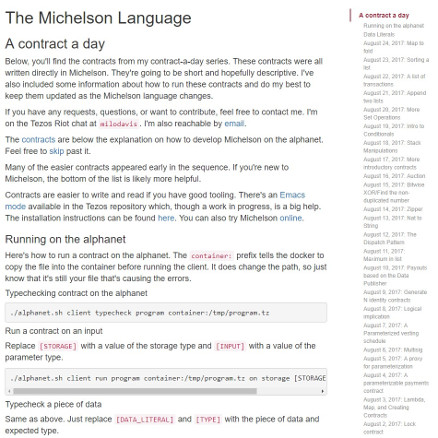 The Michelson Language
A contract a day
Below, you'll find the contracts from my contract-a-day series. These contracts were all
written directly in Michelson. They're going to be short and hopefully descriptive. I've
also included some information about how to run these contracts and do my best to
keep them updated as the Michelson language changes.
If you have any requests, questions, or want to contribute, feel free to contact me. I'm
on the Tezos Riot chat at milodavis. I'm also reachable by email.
The contracts are below the explanation on how to develop Michelson on the alphanet.
Feel free to skip past it.
Many of the easier contracts appeared early in the sequence. If you're new to
Michelson, the bottom of the list is likely more helpful.
Contracts are easier to write and read if you have good tooling. There's an Emacs
mode available in the Tezos repository which, though a work in progress, is a big help.
The installation instructions can be found here. You can also try Michelson online.
Running on the alphanet
Here's how to run a contract on the alphanet. The container: prefix tells the docker to
copy the file into the container before running the client. It does change the path, so just
know that it's still your file that's causing the errors.
Typechecking contract on the alphanet
./alphanet.sh client typecheck program container:/tmp/program.tz
Run a contract on an input
Replace [STORAGE] with a value of the storage type and [INPUT] with a value of the
parameter type.
./alphanet.sh client run program container:/tmp/program.tz on storage [STORAGE
Typecheck a piece of data
Same as above. Just replace [DATA_LITERAL] and [TYPE] with the piece of data and
expected type.
A contract a day
Running on the alphanet
Data Literals
August 24, 2017: Map to
list
August 23, 2017: Sorting a
list
August 22, 2017: A list of
transactions
August 21, 2017: Append
two lists
August 20, 2017: More
Set Operations
August 19, 2017: Intro to
Conditionals
August 18, 2017: Stack
Manipulations
August 17, 2017: More
introductory contracts
August 16, 2017: Auction
August 15, 2017: Bitwise
XOR/Find the non-
duplicated number
August 14, 2017: Zipper
August 13, 2017: Nat to
String
August 12, 2017: The
Dispatch Pattern
August 11, 2017:
Maximum in list
August 10, 2017: Payouts
based on the Data
Publisher
August 9, 2017: Generate
N identity contracts
August 8, 2017: Logical
implication
August 7, 2017: A
Parameterized vesting
schedule
August 6, 2017: Multisig
August 5, 2017: A proxy
for parameterization
August 4, 2017: A
parameterizable payments
contract
August 3, 2017: Lambda,
Map, and Creating
Contracts
August 2, 2017: Lock
contract